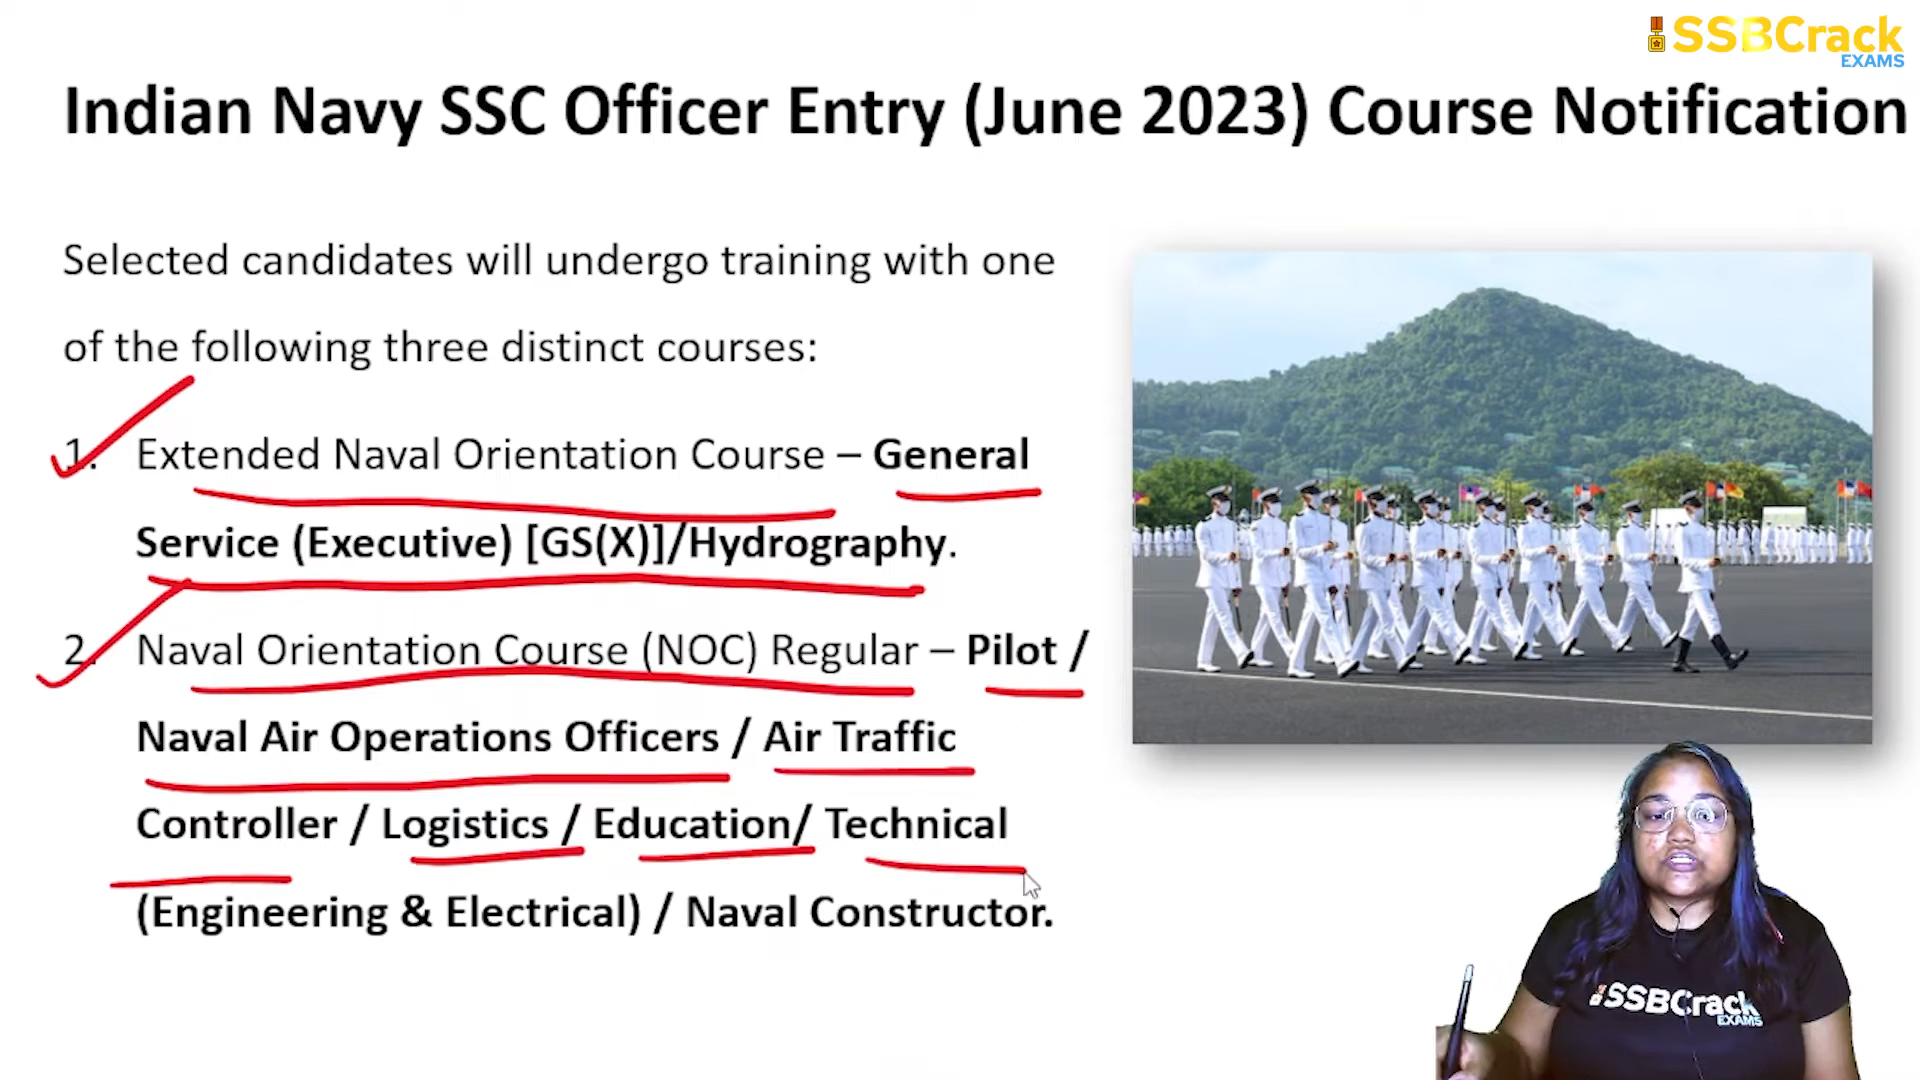 SSBCrack
EXAMS
Indian Navy SSC Officer Entry (June 2023) Course Notification
Selected candidates will undergo training with one
of the following three distinct courses:
1. Extended Naval Orientation Course – General
Service (Executive) [GS(X)]/Hydrography.
2. Naval Orientation Course (NOC) Regular – Pilot /
Naval Air Operations Officers / Air Traffic
Controller / Logistics / Education/ Technical
(Engineering & Electrical) / Naval Constructor.
SSBCrack
EXAMS